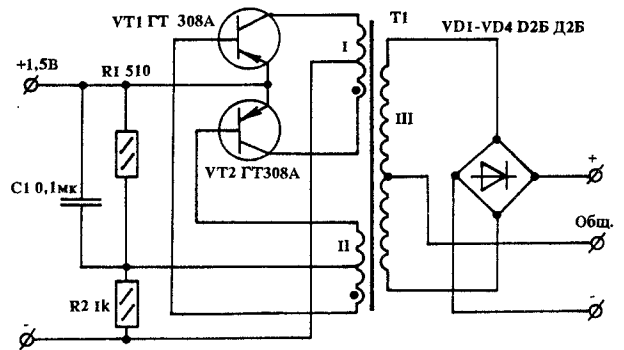 VT1 ГТ 308А
T1
VD1-VD4 D2Б Д2Б
+1,5В
R1 510
I
III
C1 0,1мк
VT2 ГТ308А
+
Общ.
II
R2 1k
-
-